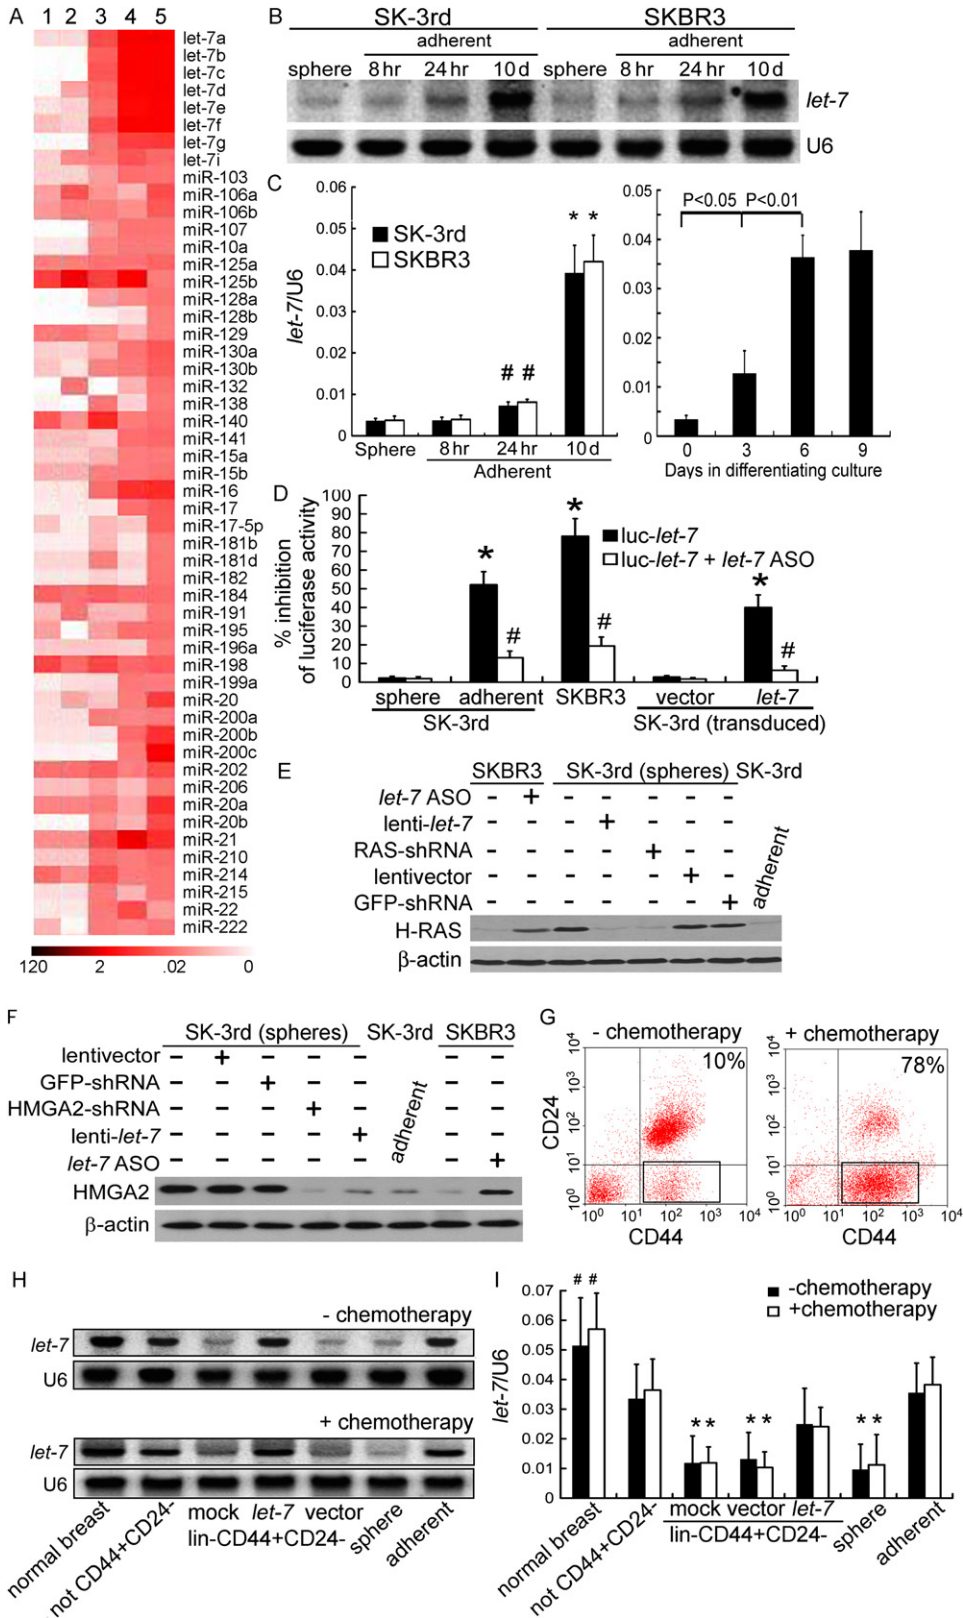 A
1 2 3 4 5
let-7a
let-7b
let-7c
let-7d
let-7e
let-7f
let-7g
let-7i
miR-103
miR-106a
miR-106b
miR-107
miR-10a
miR-125a
miR-125b
miR-128a
miR-128b
miR-129
miR-130a
miR-130b
miR-132
miR-138
miR-140
miR-141
miR-15a
miR-15b
miR-16
miR-17
miR-17-5p
miR-181b
miR-181d
miR-182
miR-184
miR-191
miR-195
miR-196a
miR-198
miR-199a
miR-20
miR-200a
miR-200b
miR-200c
miR-202
miR-206
miR-20a
miR-20b
miR-21
miR-210
miR-214
miR-215
miR-22
miR-222
120 2 .02 0
B
SK-3rd SKBR3
adherent adherent
sphere 8 hr 24 hr 10 d sphere 8 hr 24 hr 10 d
let-7
U6
C
let-7/U6
0.06
0.05
0.04
0.03
0.02
0.01
0
SK-3rd
SKBR3
# #
* *
Sphere 8 hr 24 hr 10 d
Adherent
0.05
0.04
0.03
0.02
0.01
0
P<0.05 P<0.01
0 3 6 9
Days in differentiating culture
D
% inhibition
of luciferase activity
100
90
80
70
60
50
40
30
20
10
0
luc-let-7
luc-let-7 + let-7 ASO
* # * # * #
sphere adherent SKBR3 vector let-7
SK-3rd SK-3rd (transduced)
E
SKBR3 SK-3rd (spheres) SK-3rd
let-7 ASO - + - - - - -
lenti-let-7 - - - + - - -
RAS-shRNA - - - - + - -
lentivector - - - - - + -
GFP-shRNA - - - - - - +
adherent
H-RAS
β-actin
F
SK-3rd (spheres) SK-3rd SKBR3
lentivector - + - - - - -
GFP-shRNA - - + - - - -
HMGA2-shRNA - - - + - - -
lenti-let-7 - - - - + - -
let-7 ASO - - - - - - +
adherent
HMGA2
β-actin
G
- chemotherapy + chemotherapy
10% 78%
CD24
10⁴
10³
10²
10¹
10⁰
10⁰ 10¹ 10² 10³ 10⁴
CD44
10⁴
10³
10²
10¹
10⁰
10⁰ 10¹ 10² 10³ 10⁴
CD44
H
- chemotherapy
let-7
U6
+ chemotherapy
let-7
U6
normal breast
not CD44+CD24-
mock let-7 vector
lin-CD44+CD24-
sphere
adherent
I
let-7/U6
0.07
0.06
0.05
0.04
0.03
0.02
0.01
0
-chemotherapy
+chemotherapy
# #
* * * * * *
normal breast
not CD44+CD24-
mock vector let-7
lin-CD44+CD24-
sphere
adherent